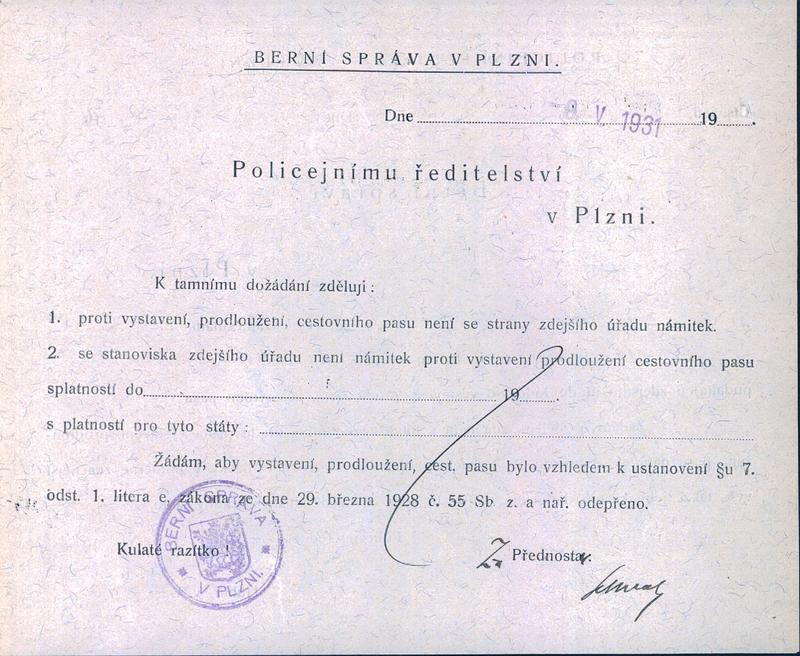 BERNÍ SPRÁVA V PLZNI.
Dne 8 V 1931 19
Policejnímu ředitelství
v Plzni.
K tamnímu dožádání zděluji:
1. proti vystavení, prodloužení, cestovního pasu není se strany zdejšího úřadu námitek.
2. se stanoviska zdejšího úřadu není námitek proti vystavení prodloužení cestovního pasu
splatností do 19 .
s platností pro tyto státy:
Žádám, aby vystavení, prodloužení, cest. pasu bylo vzhledem k ustanovení §u 7.
odst. 1. litera e, zákona ze dne 29. března 1928 č. 55 Sb z. a nař. odepřeno.
BERNÍ SPRÁVA
V PLZNI.
Kulaté razítko!
Z. Přednosta: